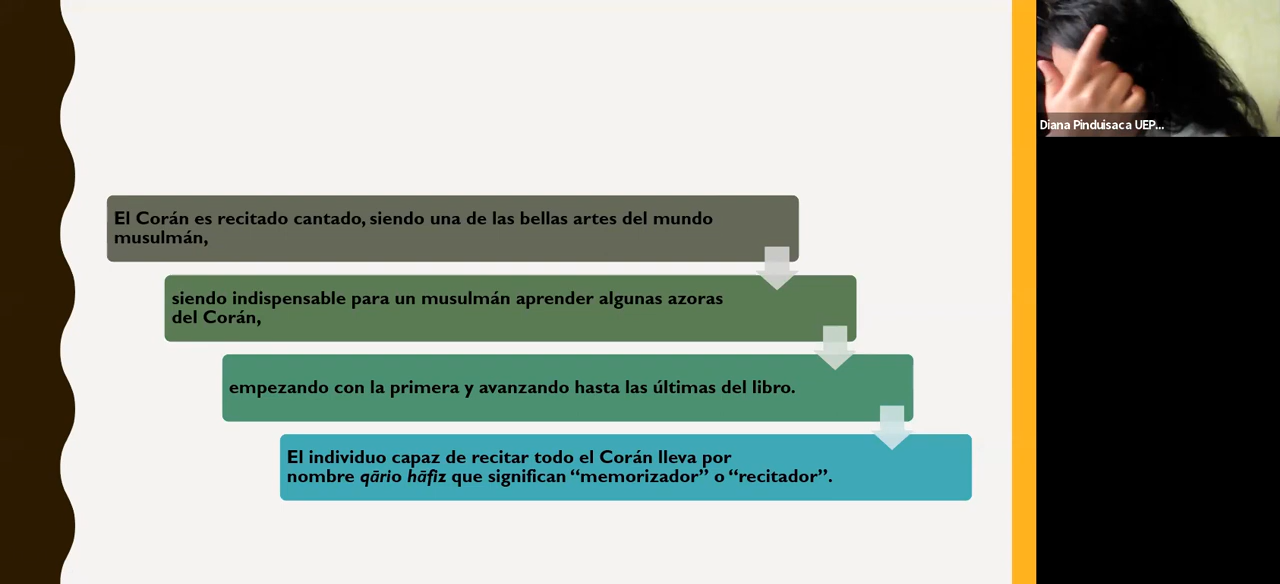 El Corán es recitado cantado, siendo una de las bellas artes del mundo
musulmán,
siendo indispensable para un musulmán aprender algunas azoras
del Corán,
empezando con la primera y avanzando hasta las últimas del libro.
El individuo capaz de recitar todo el Corán lleva por
nombre qārio hāfiz que significan “memorizador” o “recitador”.
Diana Pinduisaca UEP...